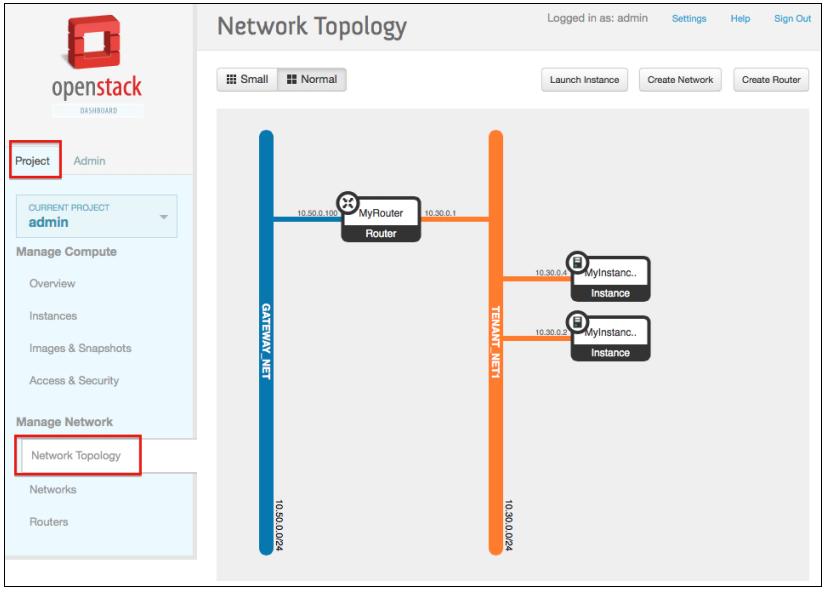 openstack
DASHBOARD
Project
Admin
CURRENT PROJECT
admin
Manage Compute
Overview
Instances
Images & Snapshots
Access & Security
Manage Network
Network Topology
Networks
Routers
Network Topology
Logged in as: admin
Settings
Help
Sign Out
Small
Normal
Launch Instance
Create Network
Create Router
GATEWAY_NET
10.50.0.0/24
10.50.0.100
MyRouter
Router
10.30.0.1
TENANT_NET1
10.30.0.0/24
10.30.0.4
MyInstanc..
Instance
10.30.0.2
MyInstanc..
Instance